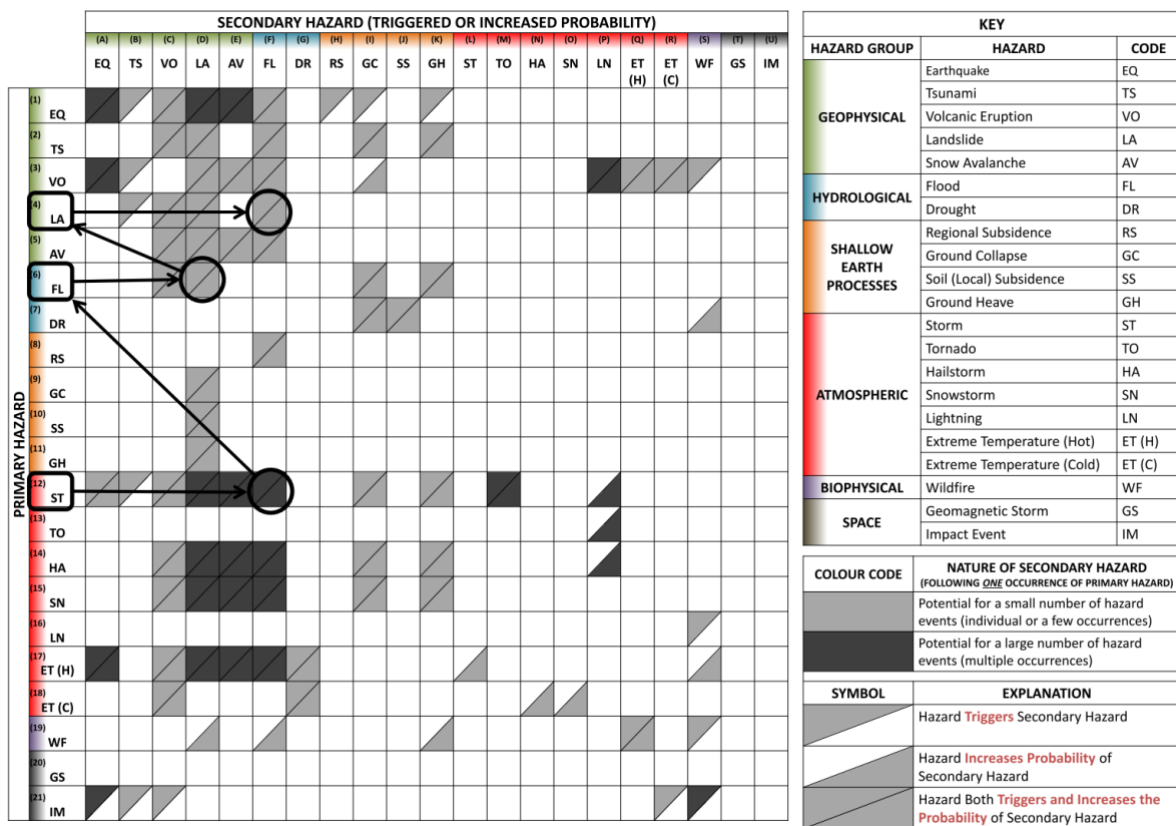 SECONDARY HAZARD (TRIGGERED OR INCREASED PROBABILITY)
(A) (B) (C) (D) (E) (F) (G) (H) (I) (J) (K) (L) (M) (N) (O) (P) (Q) (R) (S) (T) (U)
EQ TS VO LA AV FL DR RS GC SS GH ST TO HA SN LN ET (H) ET (C) WF GS IM
PRIMARY HAZARD
(1) EQ
(2) TS
(3) VO
(4) LA
(5) AV
(6) FL
(7) DR
(8) RS
(9) GC
(10) SS
(11) GH
(12) ST
(13) TO
(14) HA
(15) SN
(16) LN
(17) ET (H)
(18) ET (C)
(19) WF
(20) GS
(21) IM
KEY
HAZARD GROUP HAZARD CODE
GEOPHYSICAL
Earthquake EQ
Tsunami TS
Volcanic Eruption VO
Landslide LA
Snow Avalanche AV
HYDROLOGICAL
Flood FL
Drought DR
SHALLOW
EARTH
PROCESSES
Regional Subsidence RS
Ground Collapse GC
Soil (Local) Subsidence SS
Ground Heave GH
ATMOSPHERIC
Storm ST
Tornado TO
Hailstorm HA
Snowstorm SN
Lightning LN
Extreme Temperature (Hot) ET (H)
Extreme Temperature (Cold) ET (C)
BIOPHYSICAL Wildfire WF
SPACE
Geomagnetic Storm GS
Impact Event IM
COLOUR CODE NATURE OF SECONDARY HAZARD
(FOLLOWING ONE OCCURRENCE OF PRIMARY HAZARD)
Potential for a small number of hazard
events (individual or a few occurrences)
Potential for a large number of hazard
events (multiple occurrences)
SYMBOL EXPLANATION
Hazard Triggers Secondary Hazard
Hazard Increases Probability of
Secondary Hazard
Hazard Both Triggers and Increases the
Probability of Secondary Hazard